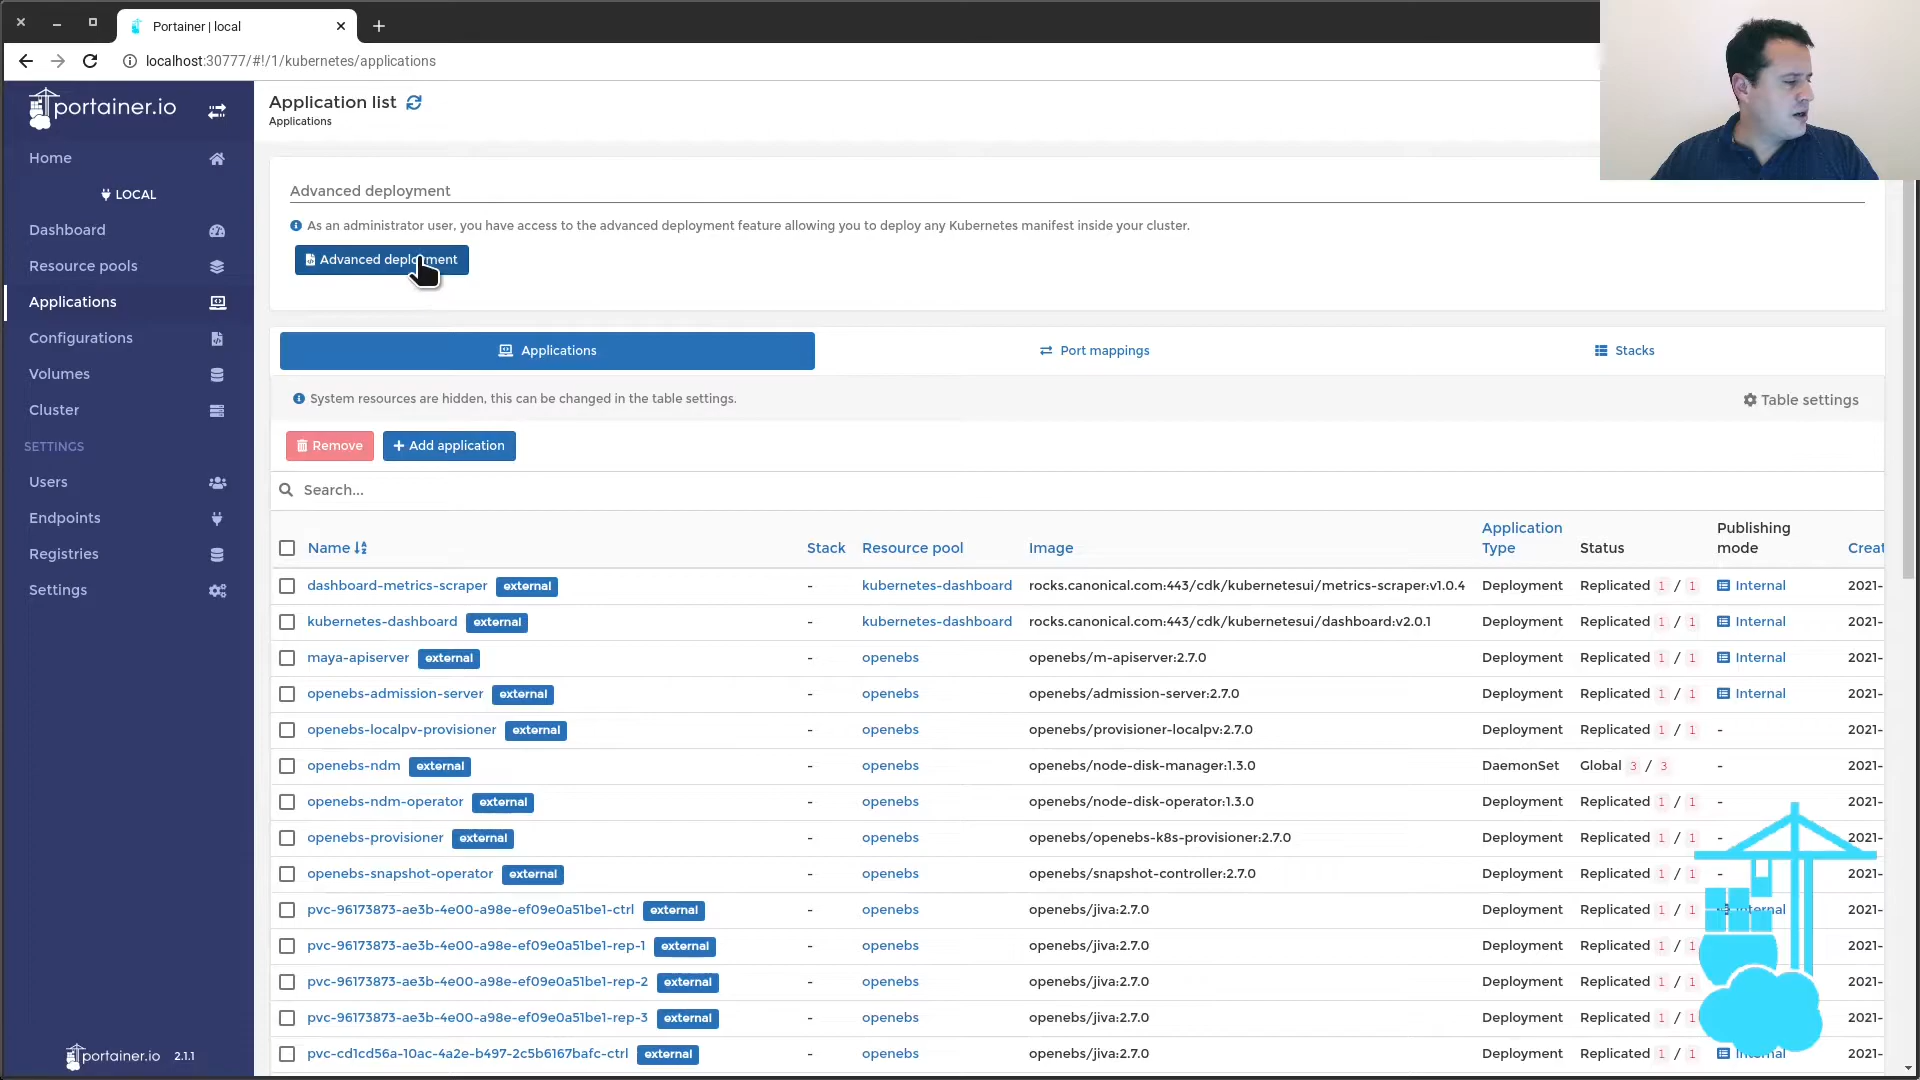 Portainer | local
localhost:30777/#!/1/kubernetes/applications
portainer.io
Home
LOCAL
Dashboard
Resource pools
Applications
Configurations
Volumes
Cluster
SETTINGS
Users
Endpoints
Registries
Settings
portainer.io 2.1.1
Application list
Applications
Advanced deployment
As an administrator user, you have access to the advanced deployment feature allowing you to deploy any Kubernetes manifest inside your cluster.
Advanced deployment
Applications Port mappings Stacks
System resources are hidden, this can be changed in the table settings. Table settings
Remove + Add application
Search...
Name Stack Resource pool Image Application Type Status Publishing mode Creat
dashboard-metrics-scraper external - kubernetes-dashboard rocks.canonical.com:443/cdk/kubernetesui/metrics-scraper:v1.0.4 Deployment Replicated 1 / 1 Internal 2021-
kubernetes-dashboard external - kubernetes-dashboard rocks.canonical.com:443/cdk/kubernetesui/dashboard:v2.0.1 Deployment Replicated 1 / 1 Internal 2021-
maya-apiserver external - openebs openebs/m-apiserver:2.7.0 Deployment Replicated 1 / 1 Internal 2021-
openebs-admission-server external - openebs openebs/admission-server:2.7.0 Deployment Replicated 1 / 1 Internal 2021-
openebs-localpv-provisioner external - openebs openebs/provisioner-localpv:2.7.0 Deployment Replicated 1 / 1 - 2021-
openebs-ndm external - openebs openebs/node-disk-manager:1.3.0 DaemonSet Global 3 / 3 - 2021-
openebs-ndm-operator external - openebs openebs/node-disk-operator:1.3.0 Deployment Replicated 1 / 1 - 2021-
openebs-provisioner external - openebs openebs/openebs-k8s-provisioner:2.7.0 Deployment Replicated 1 / 1 - 2021-
openebs-snapshot-operator external - openebs openebs/snapshot-controller:2.7.0 Deployment Replicated 1 / 1 - 2021-
pvc-96173873-ae3b-4e00-a98e-ef09e0a51be1-ctrl external - openebs openebs/jiva:2.7.0 Deployment Replicated 1 / 1 2021-
pvc-96173873-ae3b-4e00-a98e-ef09e0a51be1-rep-1 external - openebs openebs/jiva:2.7.0 Deployment Replicated 1 / 1 2021-
pvc-96173873-ae3b-4e00-a98e-ef09e0a51be1-rep-2 external - openebs openebs/jiva:2.7.0 Deployment Replicated 1 / 1 2021-
pvc-96173873-ae3b-4e00-a98e-ef09e0a51be1-rep-3 external - openebs openebs/jiva:2.7.0 Deployment Replicated 1 / 1 2021-
pvc-cd1cd56a-10ac-4a2e-b497-2c5b6167bafc-ctrl external - openebs openebs/jiva:2.7.0 Deployment Replicated 1 / 1 2021-